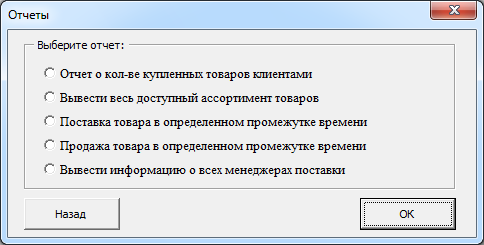 Отчеты
Выберите отчет:
Отчет о кол-ве купленных товаров клиентами
Вывести весь доступный ассортимент товаров
Поставка товара в определенном промежутке времени
Продажа товара в определенном промежутке времени
Вывести информацию о всех менеджерах поставки
Назад
OK